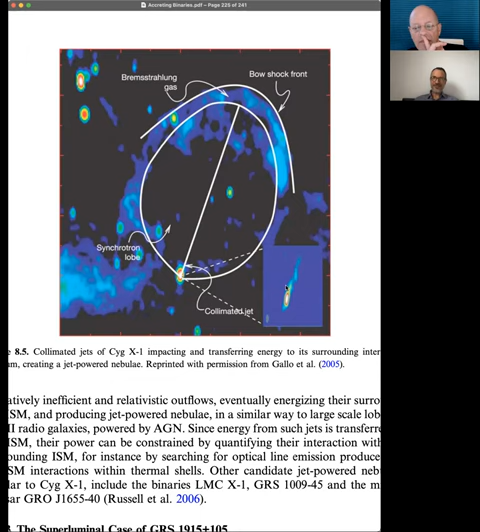 Accreting Binaries.pdf – Page 220 of 241
Bremsstrahlung
gas
Bow shock front
Synchrotron
lobe
Collimated jet
e 8.5. Collimated jets of Cyg X-1 impacting and transferring energy to its surrounding inter
um, creating a jet-powered nebulae. Reprinted with permission from Gallo et al. (2005).
atively inefficient and relativistic outflows, eventually energizing their surro
ISM, and producing jet-powered nebulae, in a similar way to large scale lob
II radio galaxies, powered by AGN. Since energy from such jets is transferre
ISM, their power can be constrained by quantifying their interaction with
ounding ISM, for instance by searching for optical line emission produce
SM interactions within thermal shells. Other candidate jet-powered neb
lar to Cyg X-1, include the binaries LMC X-1, GRS 1009-45 and the m
sar GRO J1655-40 (Russell et al. 2006).
The Superluminal Case of GRS 1915+105